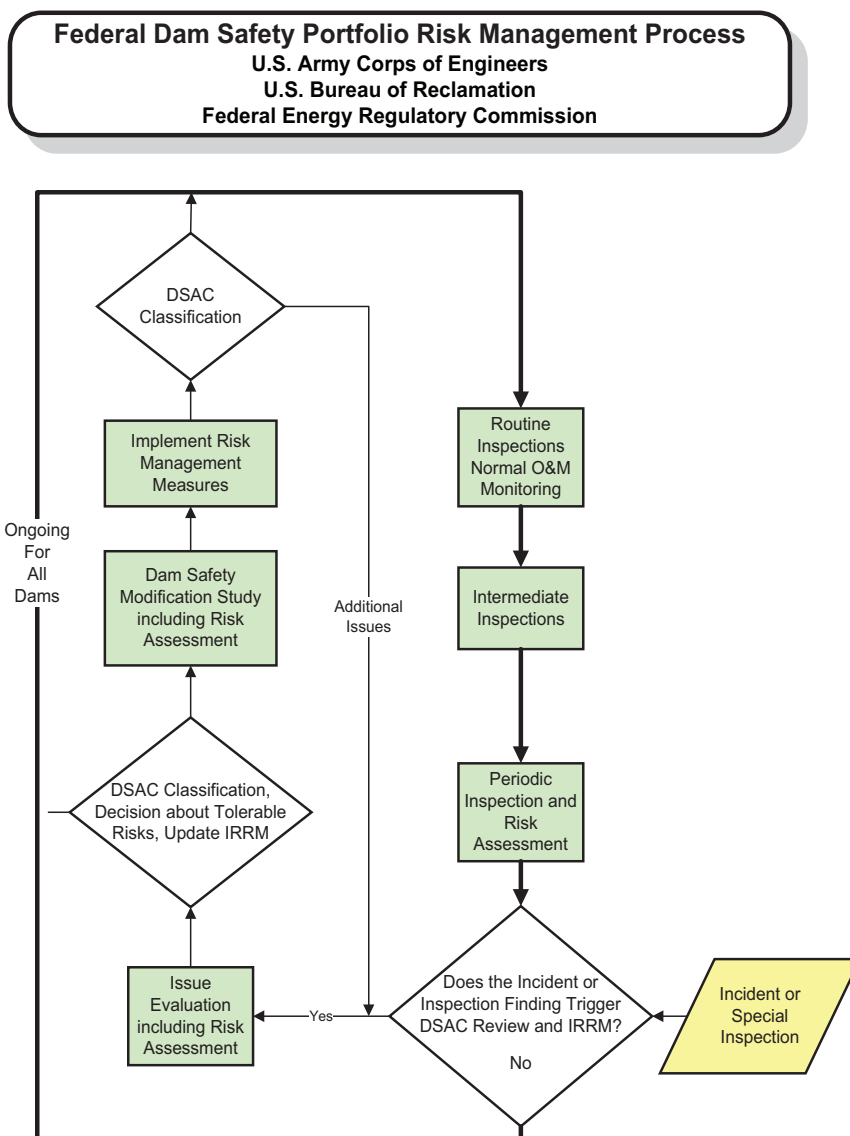 Federal Dam Safety Portfolio Risk Management Process
U.S. Army Corps of Engineers
U.S. Bureau of Reclamation
Federal Energy Regulatory Commission
DSAC
Classification
Implement Risk
Management
Measures
Ongoing
For
All
Dams
Dam Safety
Modification Study
including Risk
Assessment
Additional
Issues
DSAC Classification,
Decision about Tolerable
Risks, Update IRRM
Issue
Evaluation
including Risk
Assessment
Yes
Routine
Inspections
Normal O&M
Monitoring
Intermediate
Inspections
Periodic
Inspection and
Risk
Assessment
Does the Incident or
Inspection Finding Trigger
DSAC Review and IRRM?
No
Incident or
Special
Inspection